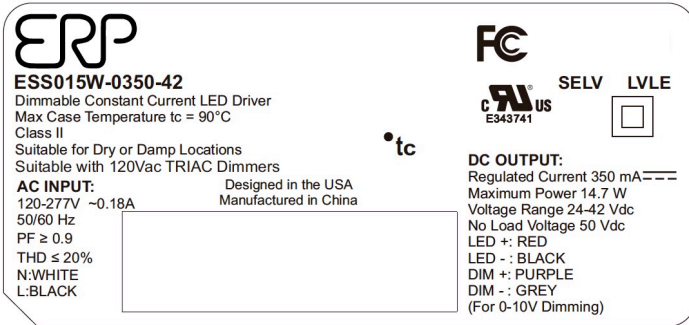 ERP
ESS015W-0350-42
Dimmable Constant Current LED Driver
Max Case Temperature tc = 90°C
Class II
Suitable for Dry or Damp Locations
Suitable with 120Vac TRIAC Dimmers
AC INPUT:
120-277V ~0.18A
50/60 Hz
PF ≥ 0.9
THD ≤ 20%
N:WHITE
L:BLACK
Designed in the USA
Manufactured in China
•tc
FC
C RU ® US
E343741
SELV LVLE
DC OUTPUT:
Regulated Current 350 mA
Maximum Power 14.7 W
Voltage Range 24-42 Vdc
No Load Voltage 50 Vdc
LED +: RED
LED - : BLACK
DIM +: PURPLE
DIM - : GREY
(For 0-10V Dimming)